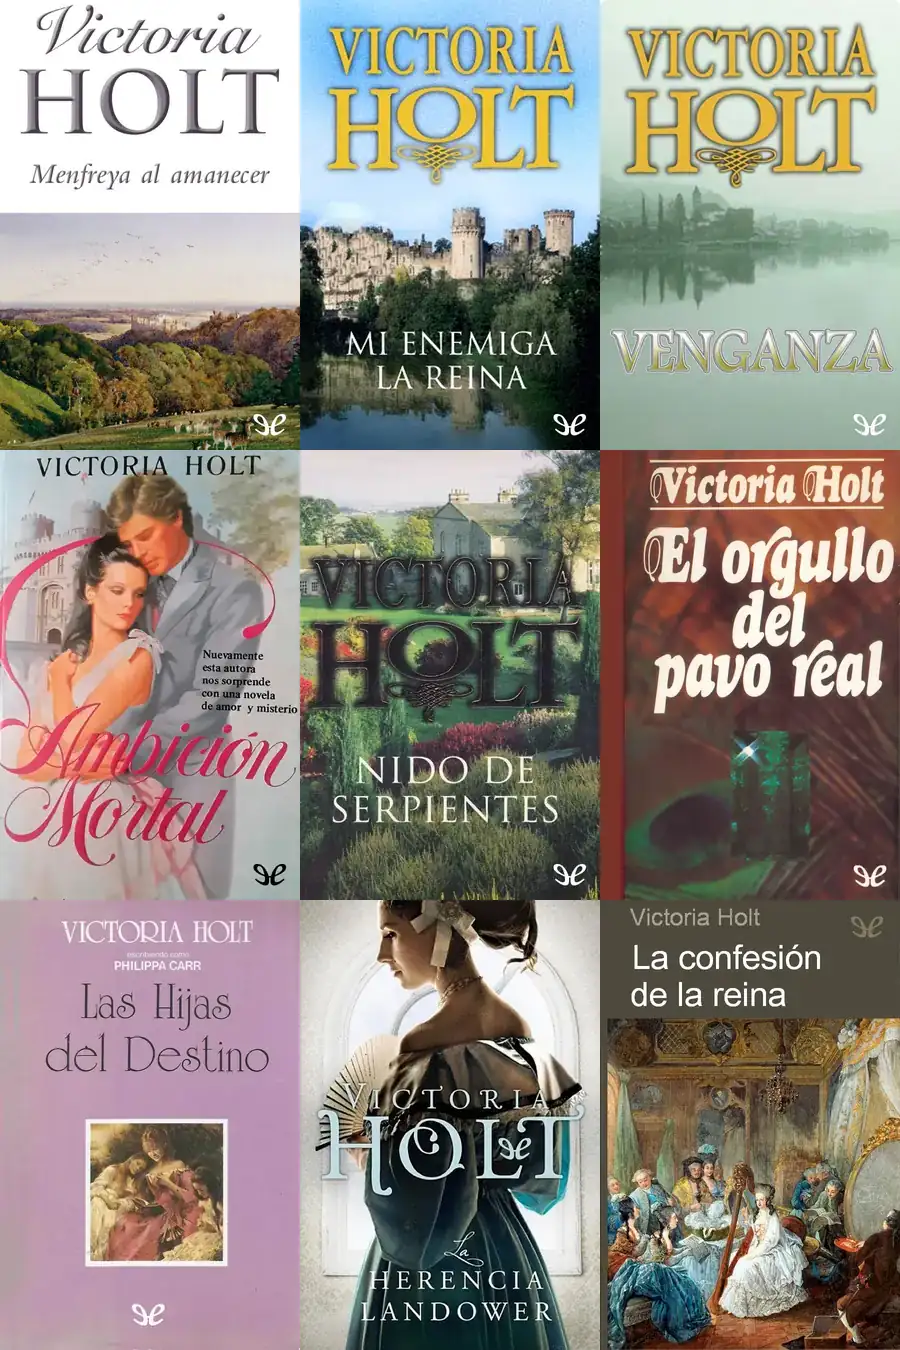 Victoria
HOLT
Menfreya al amanecer
VICTORIA
HOLT
MI ENEMIGA
LA REINA
VICTORIA
HOLT
VENGANZA
VICTORIA HOLT
Nuevamente
esta autora
nos sorprende
con una novela
de amor y misterio
Ambición
Mortal
VICTORIA
HOLT
NIDO DE
SERPIENTES
Victoria Holt
El orgullo
del
pavo real
VICTORIA HOLT
escribiendo como
PHILIPPA CARR
Las Hijas
del Destino
VICTORIA
HOLT
La
HERENCIA
LANDOWER
Victoria Holt
La confesión
de la reina